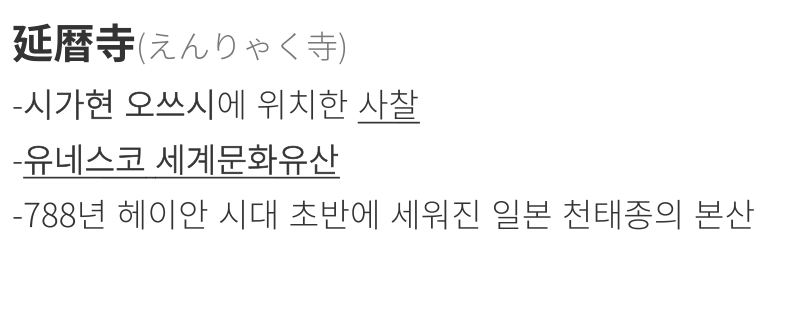 延暦寺(えんりゃく寺)
-시가현 오쓰시에 위치한 사찰
-유네스코 세계문화유산
-788년 헤이안 시대 초반에 세워진 일본 천태종의 본산